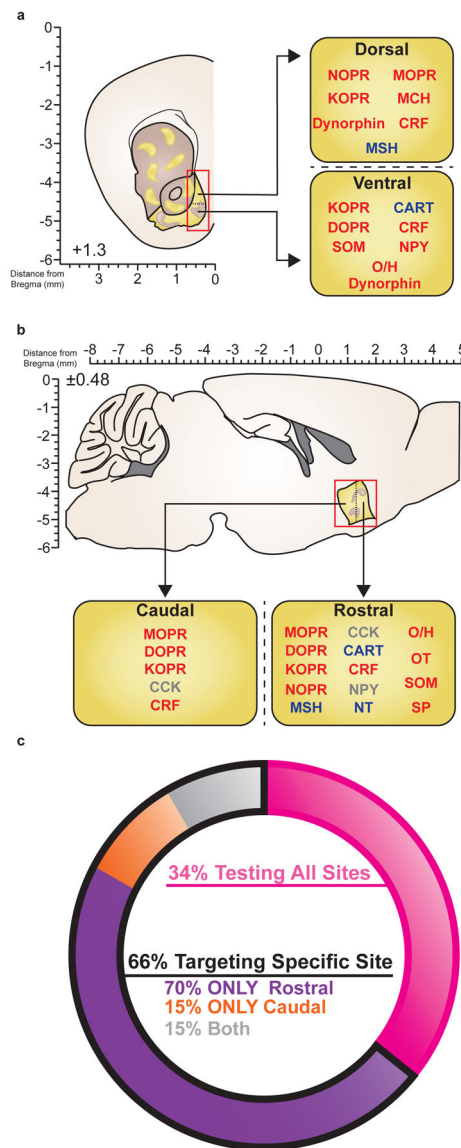 a
0
-1
-2
-3
-4
-5
-6
+1.3
Distance from
Bregma (mm)
3 2 1 0
Dorsal
NOPR MOPR
KOPR MCH
Dynorphin CRF
MSH
Ventral
KOPR CART
DOPR CRF
SOM NPY
O/H
Dynorphin
b
Distance from
Bregma (mm)
-8 -7 -6 -5 -4 -3 -2 -1 0 1 2 3 4 5
±0.48
0
-1
-2
-3
-4
-5
-6
Caudal
MOPR
DOPR
KOPR
CCK
CRF
Rostral
MOPR CCK O/H
DOPR CART OT
KOPR CRF SOM
NOPR NPY SP
MSH NT
c
34% Testing All Sites
66% Targeting Specific Site
70% ONLY Rostral
15% ONLY Caudal
15% Both